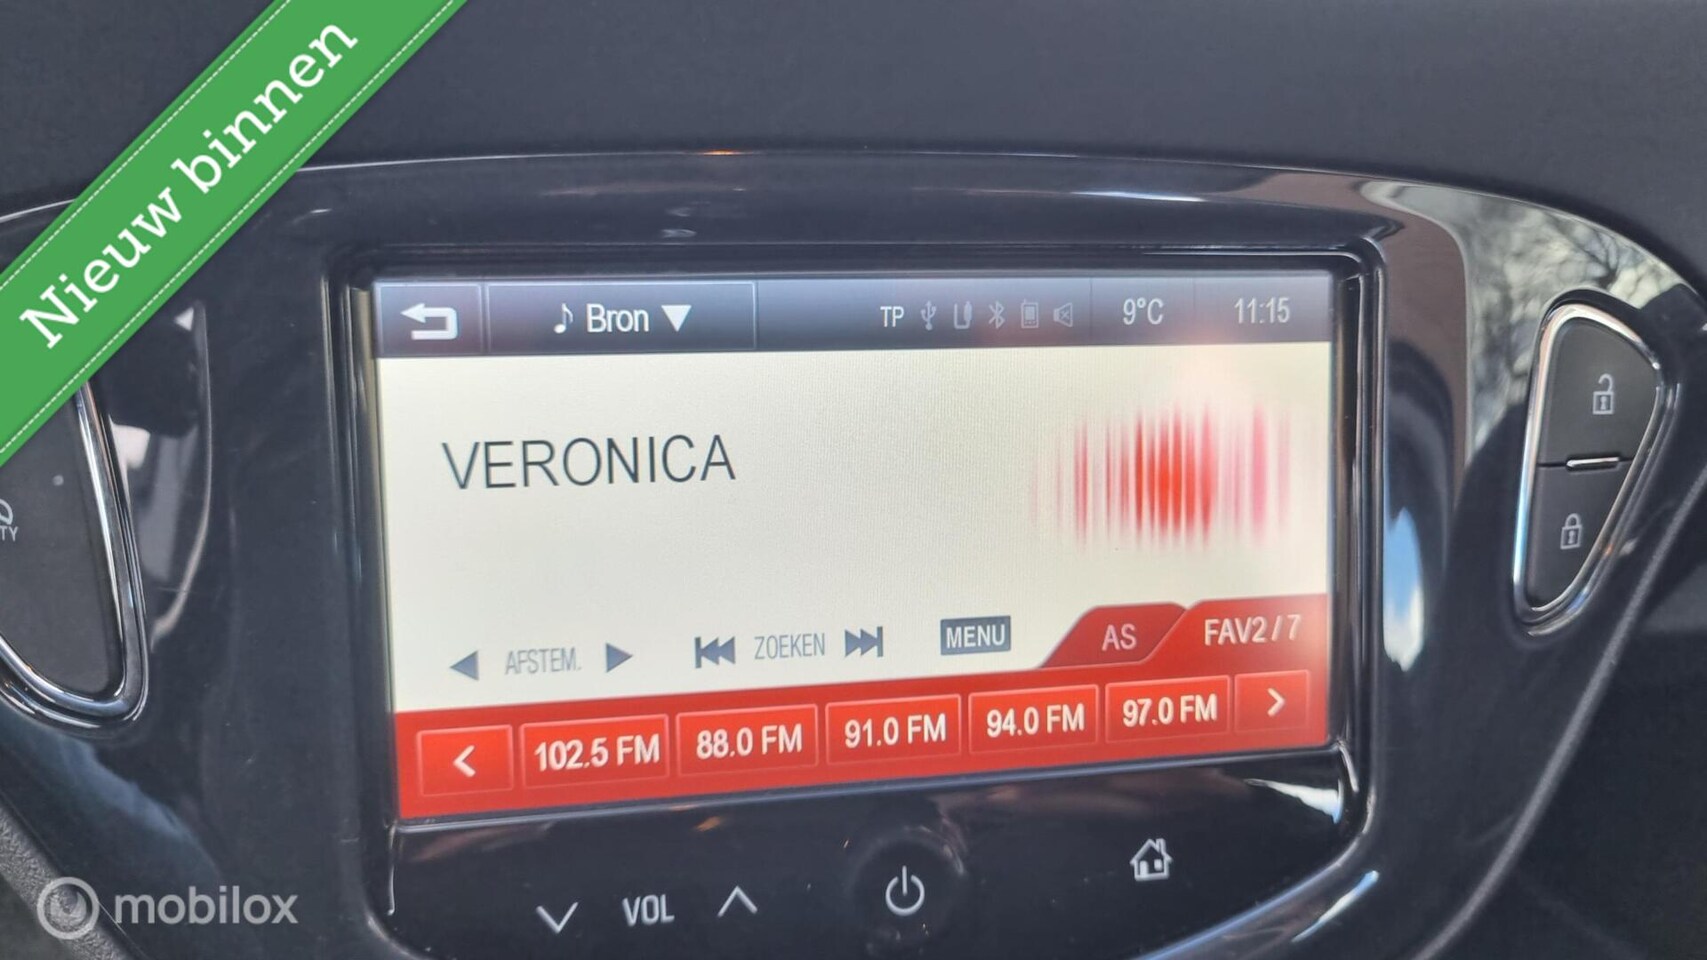 Nieuw binnen
Bron TP 9°C 11:15
VERONICA
AFSTEM. ZOEKEN MENU AS FAV2 / 7
102.5 FM 88.0 FM 91.0 FM 94.0 FM 97.0 FM
VOL
TY
mobilox